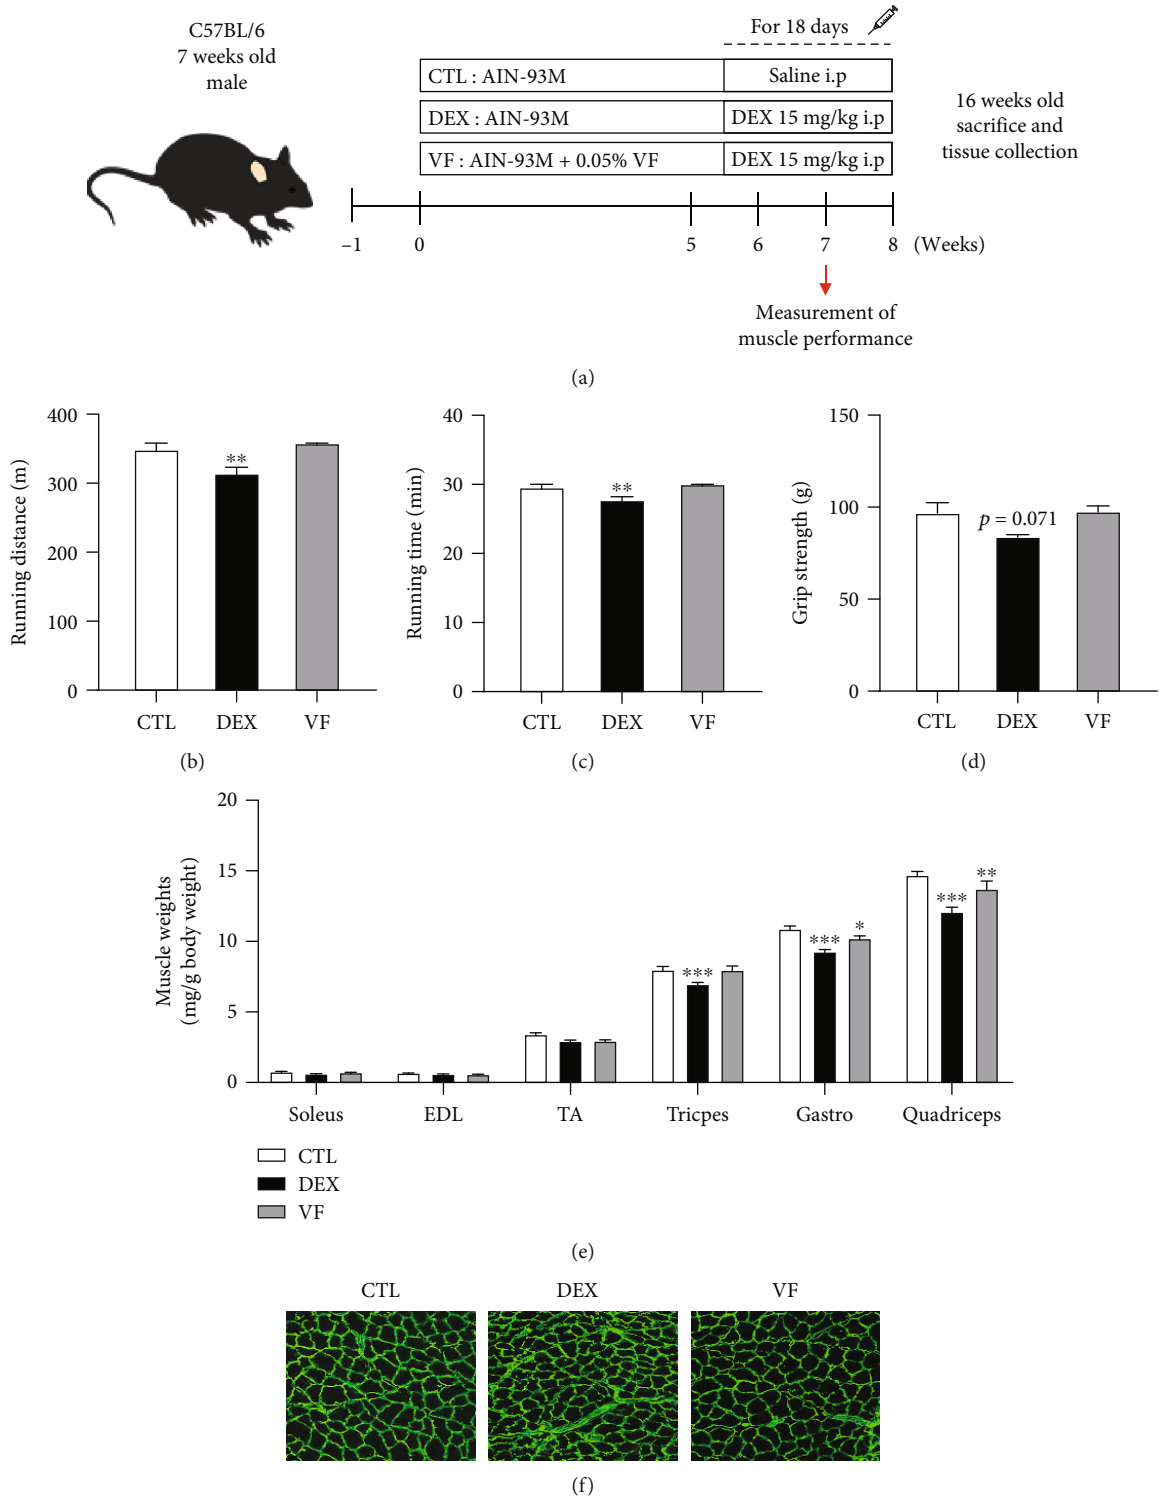 C57BL/6
7 weeks old
male
For 18 days
CTL : AIN-93M
Saline i.p
DEX : AIN-93M
DEX 15 mg/kg i.p
VF : AIN-93M + 0.05% VF
DEX 15 mg/kg i.p
16 weeks old
sacrifice and
tissue collection
–1 0 5 6 7 8 (Weeks)
Measurement of
muscle performance
(a)
Running distance (m)
400
300
200
100
0
**
CTL DEX VF
(b)
Running time (min)
40
30
20
10
0
**
CTL DEX VF
(c)
Grip strength (g)
150
100
50
0
p = 0.071
CTL DEX VF
(d)
Muscle weights
(mg/g body weight)
20
15
10
5
0
***
***
*
***
**
Soleus EDL TA Tricpes Gastro Quadriceps
CTL
DEX
VF
(e)
CTL DEX VF
(f)